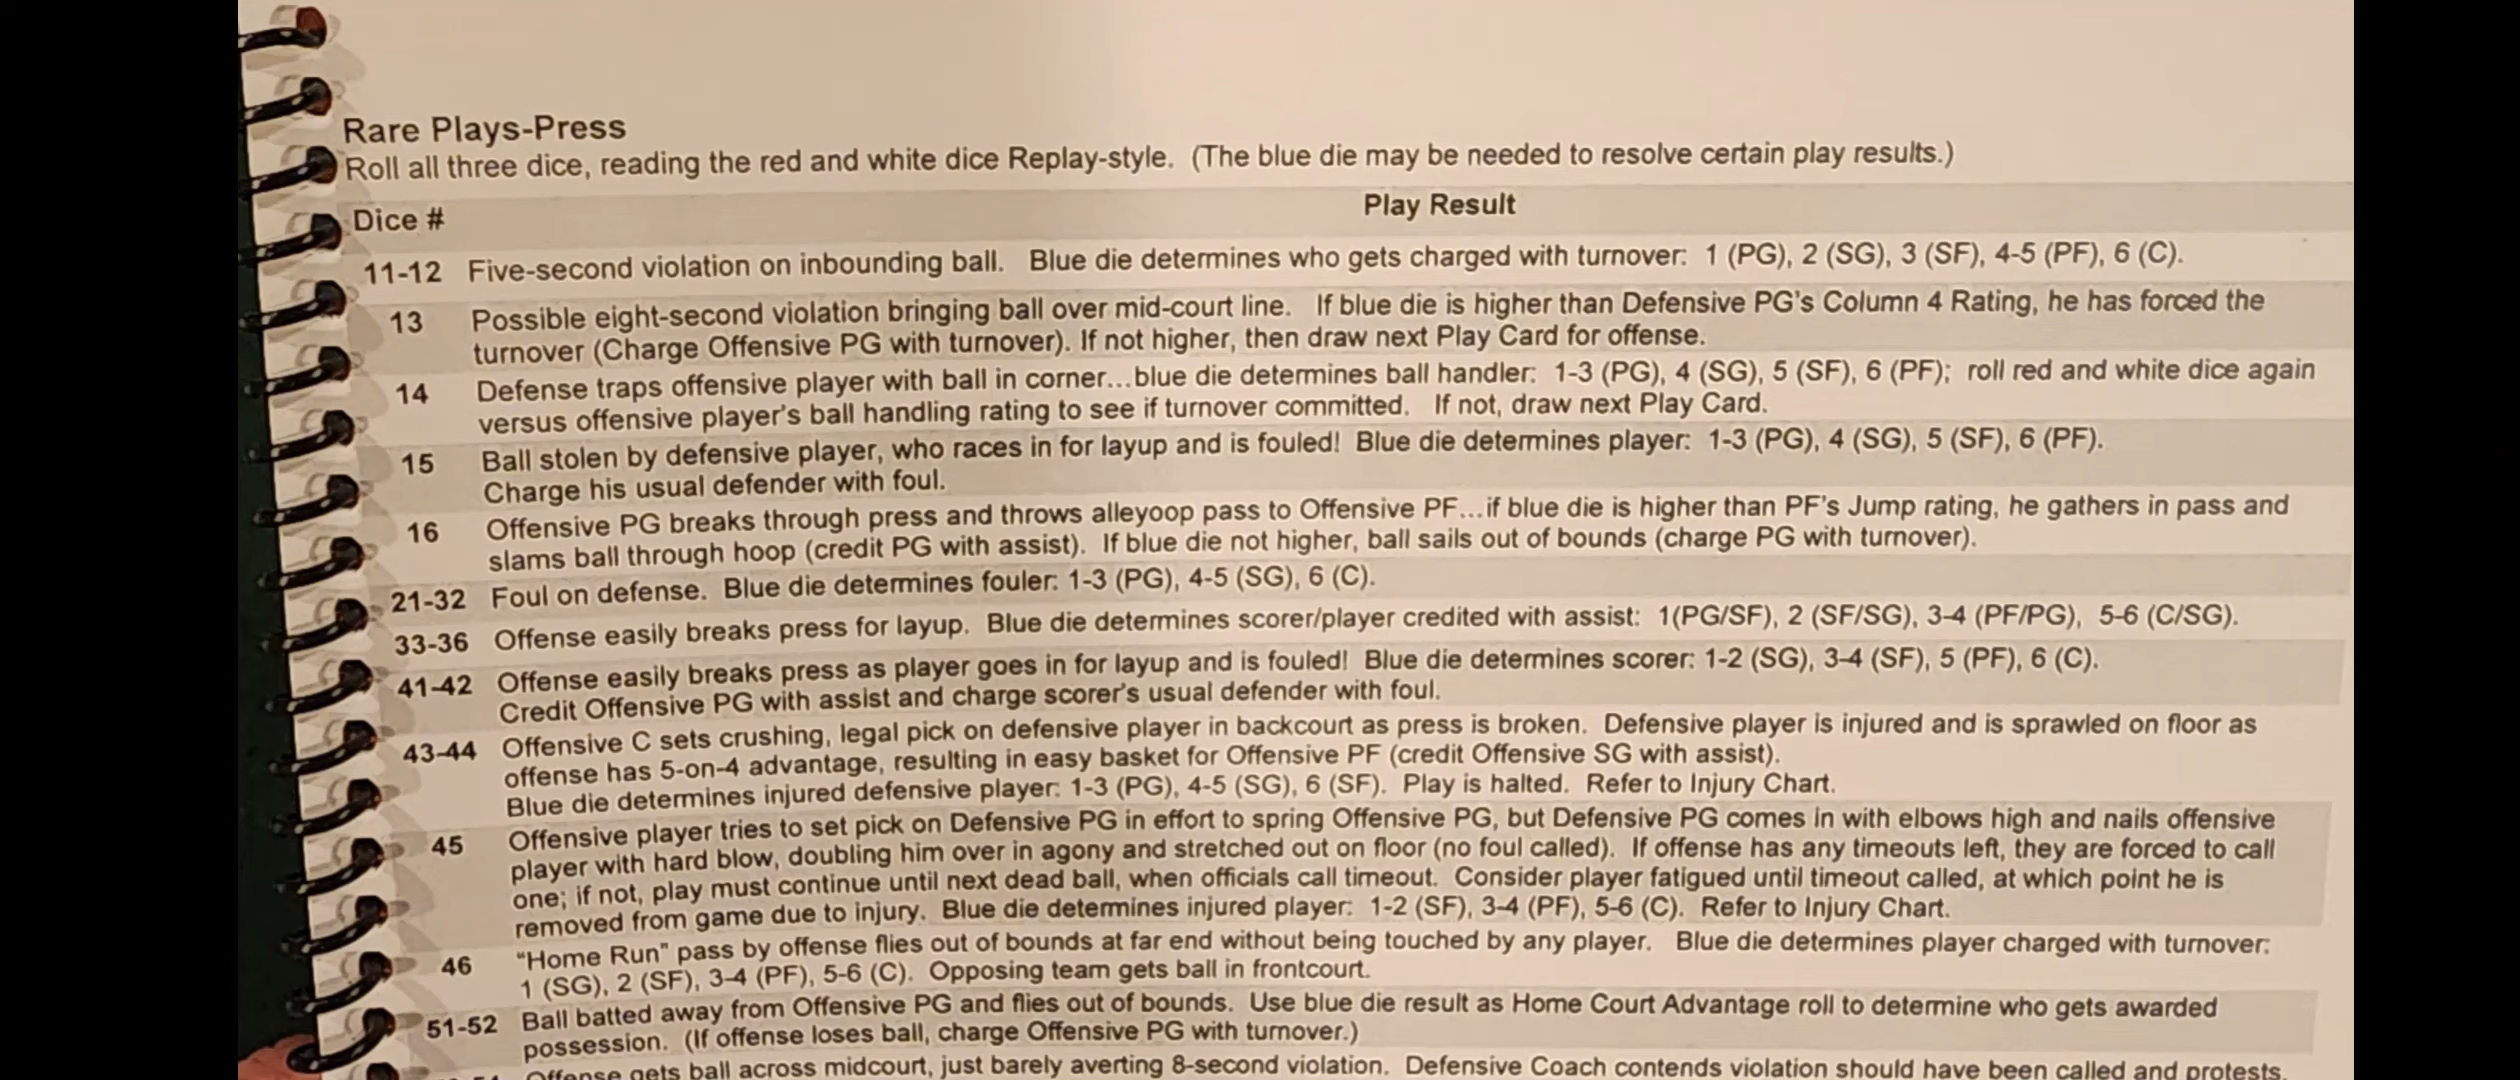 Rare Plays-Press
Roll all three dice, reading the red and white dice Replay-style. (The blue die may be needed to resolve certain play results.)
Dice # Play Result
11-12 Five-second violation on inbounding ball. Blue die determines who gets charged with turnover: 1 (PG), 2 (SG), 3 (SF), 4-5 (PF), 6 (C).
13 Possible eight-second violation bringing ball over mid-court line. If blue die is higher than Defensive PG's Column 4 Rating, he has forced the
turnover (Charge Offensive PG with turnover). If not higher, then draw next Play Card for offense.
14 Defense traps offensive player with ball in corner...blue die determines ball handler: 1-3 (PG), 4 (SG), 5 (SF), 6 (PF); roll red and white dice again
versus offensive player's ball handling rating to see if turnover committed. If not, draw next Play Card.
15 Ball stolen by defensive player, who races in for layup and is fouled! Blue die determines player: 1-3 (PG), 4 (SG), 5 (SF), 6 (PF).
Charge his usual defender with foul.
16 Offensive PG breaks through press and throws alleyoop pass to Offensive PF...if blue die is higher than PF's Jump rating, he gathers in pass and
slams ball through hoop (credit PG with assist). If blue die not higher, ball sails out of bounds (charge PG with turnover).
21-32 Foul on defense. Blue die determines fouler: 1-3 (PG), 4-5 (SG), 6 (C).
33-36 Offense easily breaks press for layup. Blue die determines scorer/player credited with assist: 1(PG/SF), 2 (SF/SG), 3-4 (PF/PG), 5-6 (C/SG).
41-42 Offense easily breaks press as player goes in for layup and is fouled! Blue die determines scorer: 1-2 (SG), 3-4 (SF), 5 (PF), 6 (C).
Credit Offensive PG with assist and charge scorer's usual defender with foul.
43-44 Offensive C sets crushing, legal pick on defensive player in backcourt as press is broken. Defensive player is injured and is sprawled on floor as
offense has 5-on-4 advantage, resulting in easy basket for Offensive PF (credit Offensive SG with assist).
Blue die determines injured defensive player: 1-3 (PG), 4-5 (SG), 6 (SF). Play is halted. Refer to Injury Chart.
45 Offensive player tries to set pick on Defensive PG in effort to spring Offensive PG, but Defensive PG comes in with elbows high and nails offensive
player with hard blow, doubling him over in agony and stretched out on floor (no foul called). If offense has any timeouts left, they are forced to call
one; if not, play must continue until next dead ball, when officials call timeout. Consider player fatigued until timeout called, at which point he is
removed from game due to injury. Blue die determines injured player: 1-2 (SF), 3-4 (PF), 5-6 (C). Refer to Injury Chart.
46 "Home Run" pass by offense flies out of bounds at far end without being touched by any player. Blue die determines player charged with turnover:
1 (SG), 2 (SF), 3-4 (PF), 5-6 (C). Opposing team gets ball in frontcourt.
51-52 Ball batted away from Offensive PG and flies out of bounds. Use blue die result as Home Court Advantage roll to determine who gets awarded
possession. (If offense loses ball, charge Offensive PG with turnover.)
Offense gets ball across midcourt, just barely averting 8-second violation. Defensive Coach contends violation should have been called and protests.